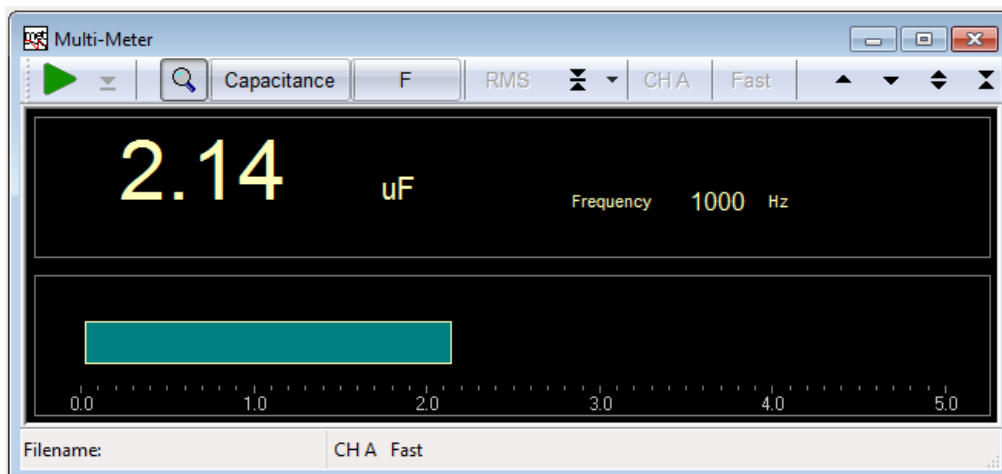 Multi-Meter
Capacitance F RMS CH A Fast
2.14 uF Frequency 1000 Hz
0.0 1.0 2.0 3.0 4.0 5.0
Filename: CH A Fast